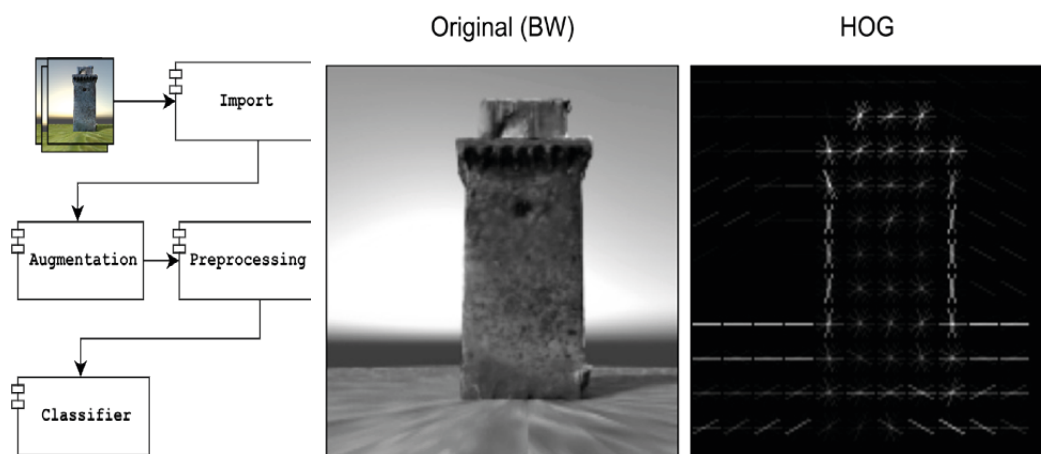 Original (BW)
HOG
Import
Augmentation
Preprocessing
Classifier